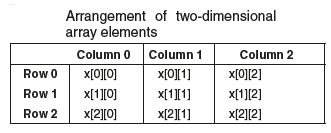 Arrangement of two-dimensional
array elements
Column 0 Column 1 Column 2
Row 0 x[0][0] x[0][1] x[0][2]
Row 1 x[1][0] x[1][1] x[1][2]
Row 2 x[2][0] x[2][1] x[2][2]